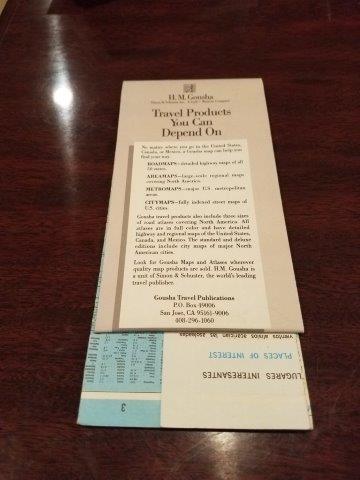 H.M. Gousha
Travel Products
You Can
Depend On
No matter where you go in the United States,
Canada, or Mexico, a Gousha map can help you
find your way.
ROADMAPS—detailed highway maps of all
50 states.
AREAMAPS—large-scale regional maps
covering North America.
METROMAPS—major U.S. metropolitan
areas.
CITYMAPS—fully indexed street maps of
U.S. cities.
Gousha travel products also include three sizes
of road atlases covering North America. All
atlases are in full color and have detailed
highway and regional maps of the United States,
Canada, and Mexico. The standard and deluxe
editions include city maps of major North
American cities.
Look for Gousha Maps and Atlases wherever
quality map products are sold. H.M. Gousha is
a unit of Simon & Schuster, the world's leading
travel publisher.
Gousha Travel Publications
P.O. Box 49006
San Jose, CA 95161-9006
408-296-1060
PLACES OF INTEREST
LUGARES INTERESANTES
3